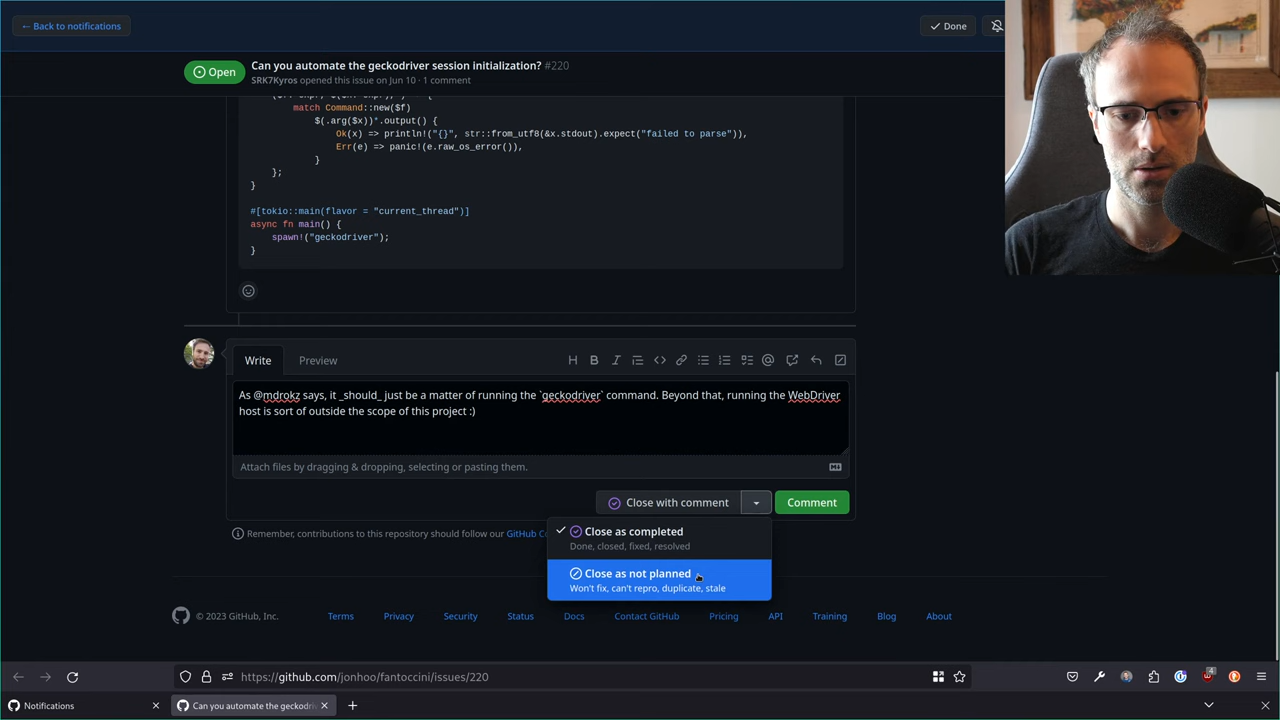 ← Back to notifications
Done
Open
Can you automate the geckodriver session initialization? #220
SRK7Kyros opened this issue on Jun 10 · 1 comment
match Command::new($f)
$(.arg($x))*.output() {
Ok(x) => println!("{}", str::from_utf8(&x.stdout).expect("failed to parse")),
Err(e) => panic!(e.raw_os_error()),
}
};
}
#[tokio::main(flavor = "current_thread")]
async fn main() {
spawn!("geckodriver");
}
Write
Preview
As @mdrokz says, it _should_ just be a matter of running the `geckodriver` command. Beyond that, running the WebDriver
host is sort of outside the scope of this project :)
Attach files by dragging & dropping, selecting or pasting them.
Close with comment
Comment
Remember, contributions to this repository should follow our GitHub Co
Close as completed
Done, closed, fixed, resolved
Close as not planned
Won't fix, can't repro, duplicate, stale
© 2023 GitHub, Inc.
Terms
Privacy
Security
Status
Docs
Contact GitHub
Pricing
API
Training
Blog
About
https://github.com/jonhoo/fantoccini/issues/220
4
Notifications
Can you automate the geckodri